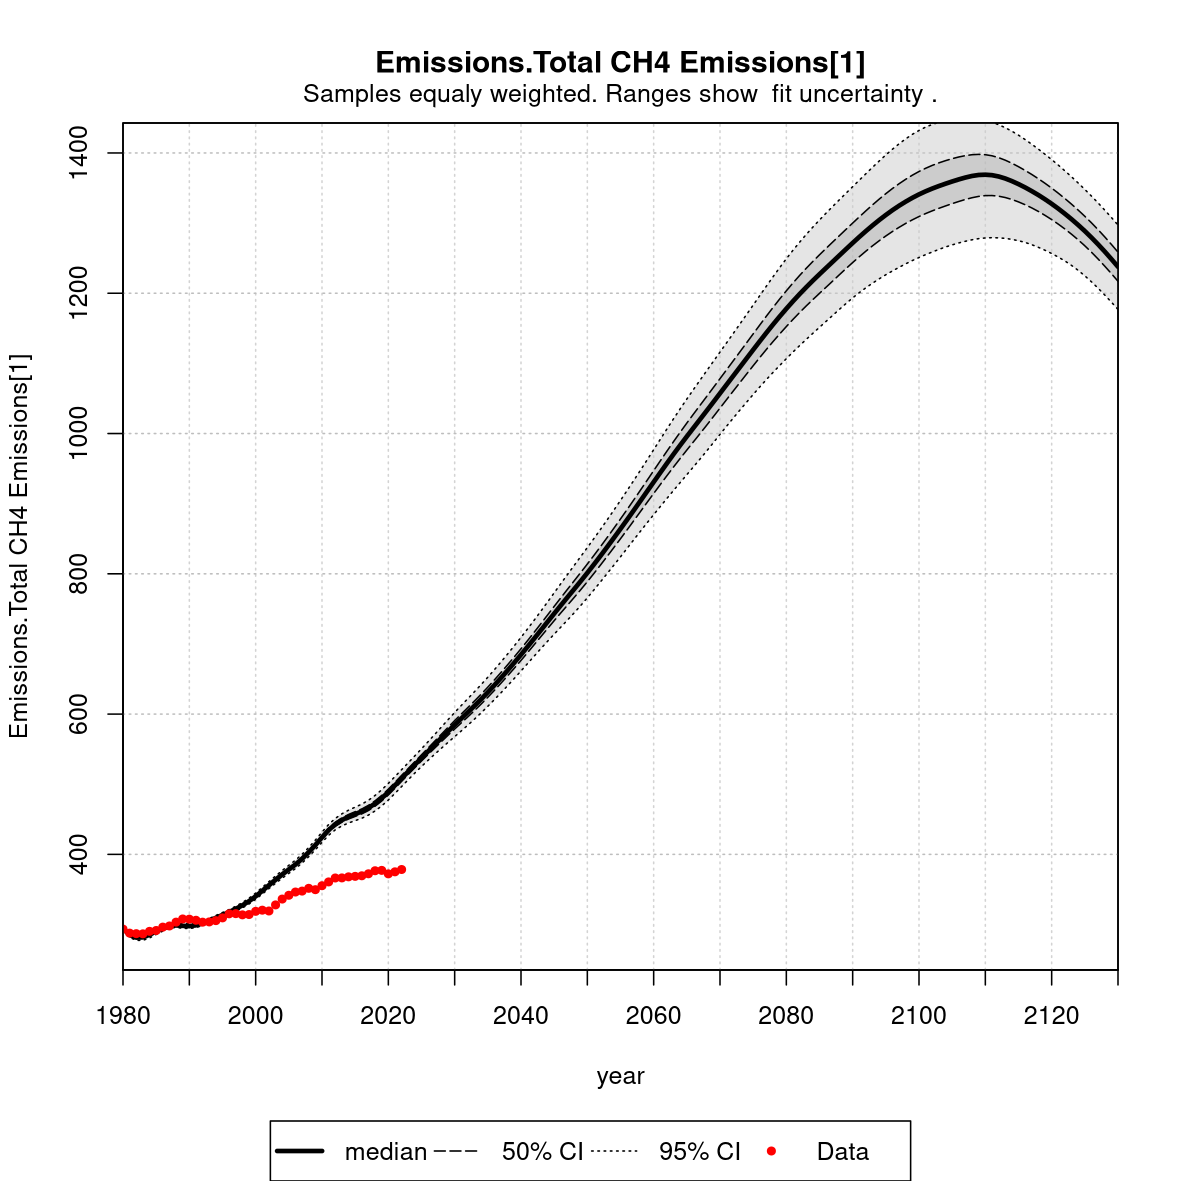 Emissions.Total CH4 Emissions[1]
Samples equaly weighted. Ranges show  fit uncertainty .
Emissions.Total CH4 Emissions[1]
1400
1200
1000
800
600
400
1980 2000 2020 2040 2060 2080 2100 2120
year
median 50% CI 95% CI Data